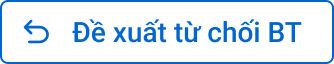 Đề xuất từ chối BT